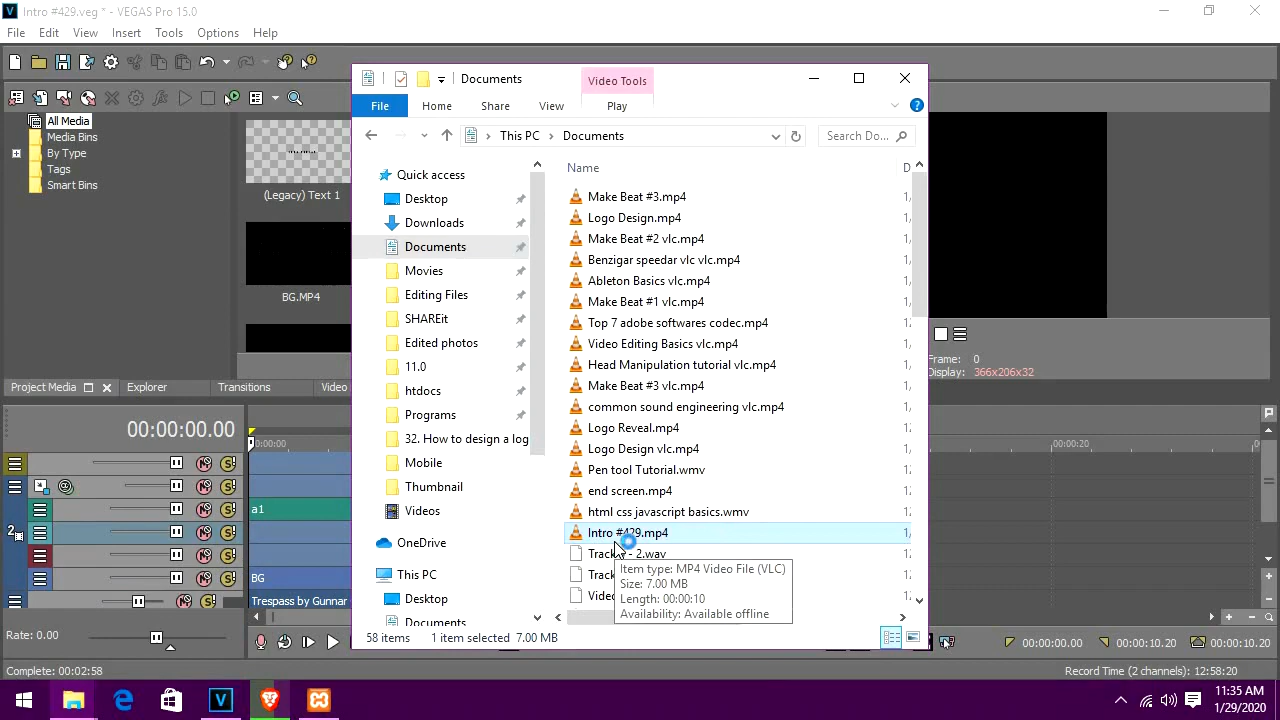 Intro #429.veg * - VEGAS Pro 15.0
File Edit View Insert Tools Options Help
Documents
Video Tools
File Home Share View Play
This PC > Documents
Search Do...
All Media
Media Bins
By Type
Tags
Smart Bins
(Legacy) Text 1
BG.MP4
Project Media
Explorer
Transitions
Video
Quick access
Desktop
Downloads
Documents
Movies
Editing Files
SHAREit
Edited photos
11.0
htdocs
Programs
32. How to design a log
Mobile
Thumbnail
Videos
OneDrive
This PC
Desktop
Documents
Name
D
Make Beat #3.mp4
Logo Design.mp4
Make Beat #2 vlc.mp4
Benzigar speedar vlc vlc.mp4
Ableton Basics vlc.mp4
Make Beat #1 vlc.mp4
Top 7 adobe softwares codec.mp4
Video Editing Basics vlc.mp4
Head Manipulation tutorial vlc.mp4
Make Beat #3 vlc.mp4
common sound engineering vlc.mp4
Logo Reveal.mp4
Logo Design vlc.mp4
Pen tool Tutorial.wmv
end screen.mp4
html css javascript basics.wmv
Intro #429.mp4
- 2.wav
Item type: MP4 Video File (VLC)
Size: 7.00 MB
Length: 00:00:10
Availability: Available offline
58 items 1 item selected 7.00 MB
Frame: 0
Display: 366x206x32
00:00:00.00
0:00:00
00:00:20
a1
2
BG
Trespass by Gunnar
Rate: 0.00
00:00:00.00
00:00:10.20
00:00:10.20
Complete: 00:02:58
Record Time (2 channels): 12:58:20
11:35 AM
1/29/2020